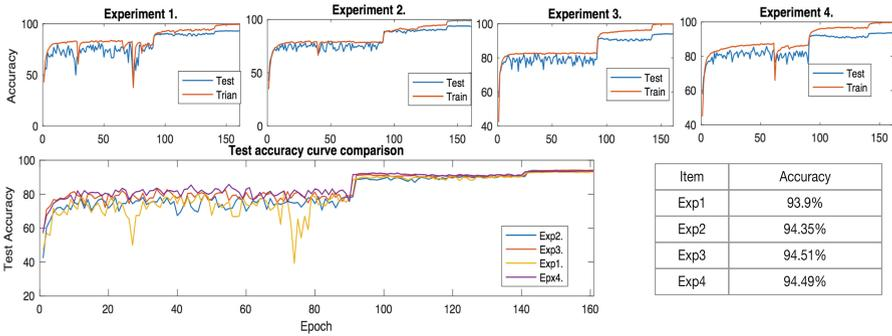 Experiment 1.
Accuracy
100
50
0
0 50 100 150
Test
Trian
Experiment 2.
100
50
0
0 50 100 150
Test
Train
Experiment 3.
100
80
60
40
0 50 100 150
Test
Train
Experiment 4.
100
80
60
40
0 50 100 150
Test
Train
Test accuracy curve comparison
Test Accuracy
100
80
60
40
20
0 20 40 60 80 100 120 140 160
Epoch
Exp2.
Exp3.
Exp1.
Epx4.
Item Accuracy
Exp1 93.9%
Exp2 94.35%
Exp3 94.51%
Exp4 94.49%